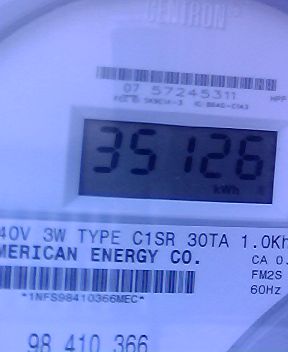 CENTRON
07 57245311
35126
kWh
40V 3W TYPE C1SR 30TA 1.0Kh
MERICAN ENERGY CO.
CA 0.
FM2S
*1NFS98410366MEC*
60Hz
98 410 366